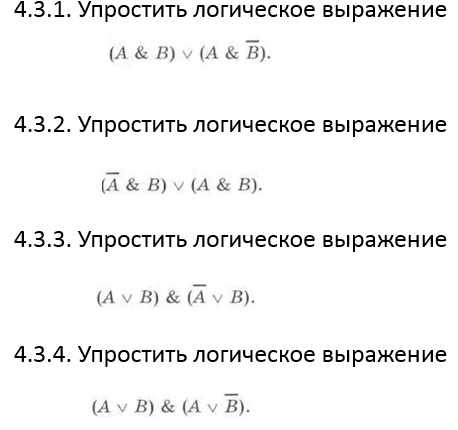 4.3.1. Упростить логическое выражение
(A & B) ∨ (A & B̅).
4.3.2. Упростить логическое выражение
(A̅ & B) ∨ (A & B).
4.3.3. Упростить логическое выражение
(A ∨ B) & (A̅ ∨ B).
4.3.4. Упростить логическое выражение
(A ∨ B) & (A ∨ B̅).